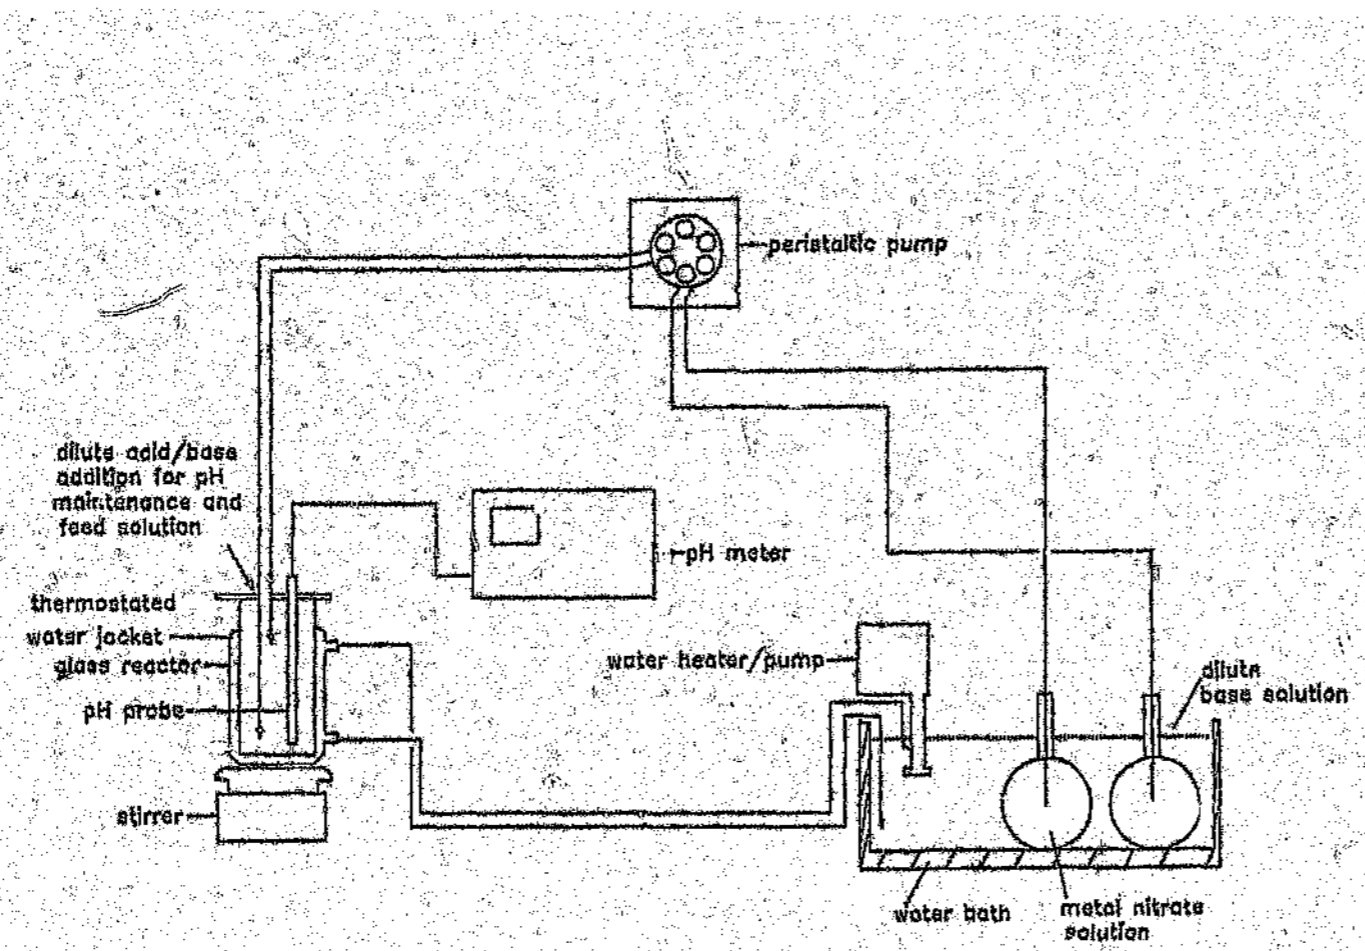 peristaltic pump
dilute acid/base
addition for pH
maintenance and
feed solution
pH meter
thermostated
water jacket
glass reactor
pH probe
water heater/pump
dilute
base solution
stirrer
water bath
metal nitrate
solution